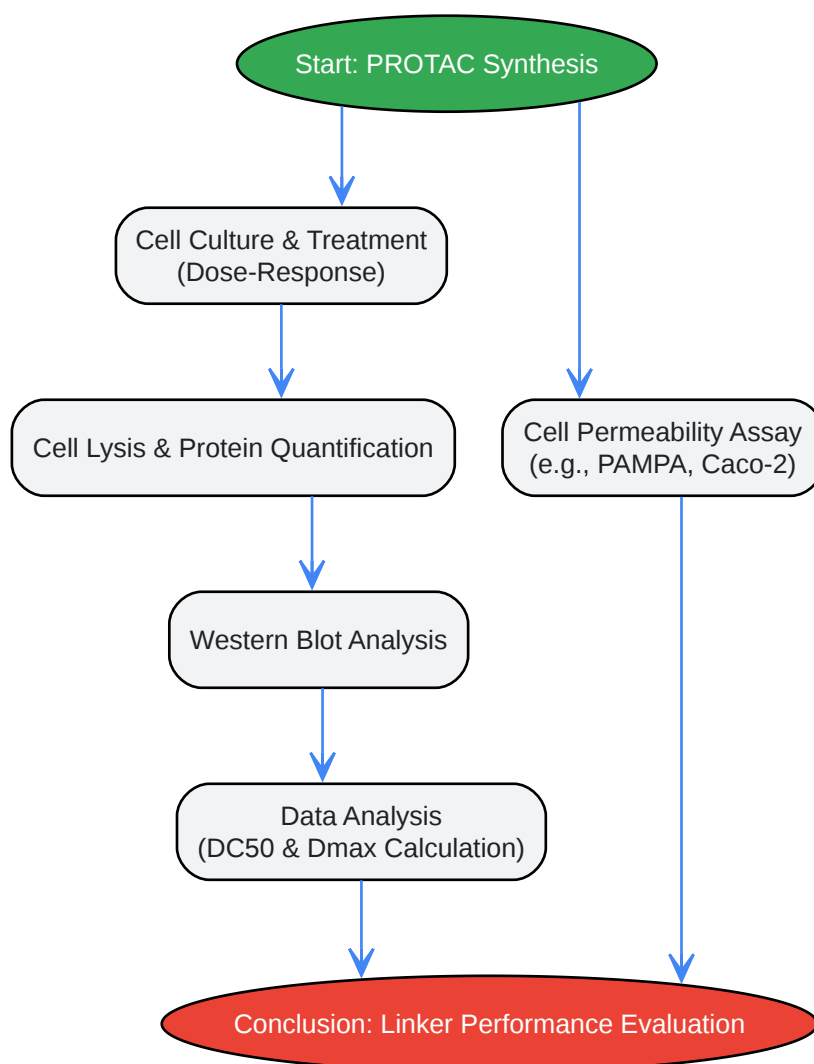 Start: PROTAC Synthesis
Cell Culture & Treatment
(Dose-Response)
Cell Lysis & Protein Quantification
Cell Permeability Assay
(e.g., PAMPA, Caco-2)
Western Blot Analysis
Data Analysis
(DC50 & Dmax Calculation)
Conclusion: Linker Performance Evaluation